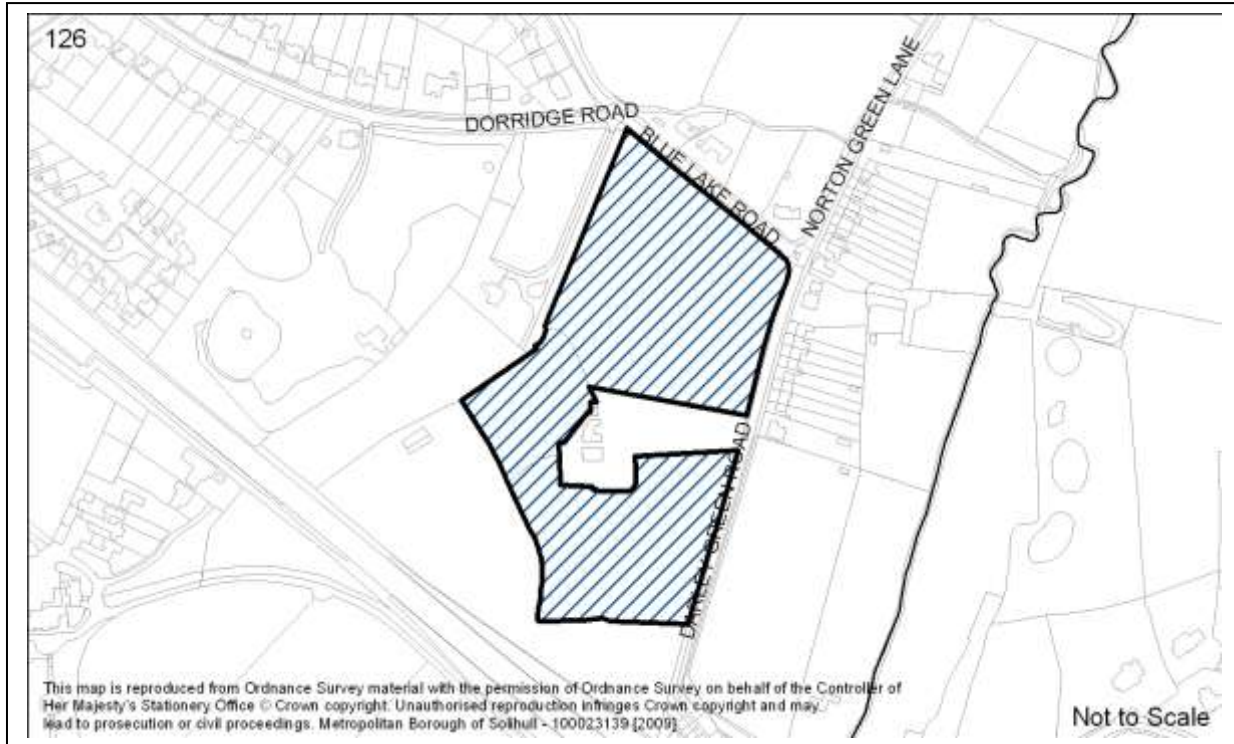 126
DORRIDGE ROAD
BLUE LAKE ROAD
NORTON GREEN LANE
DARLEY GREEN ROAD
This map is reproduced from Ordnance Survey material with the permission of Ordnance Survey on behalf of the Controller of
Her Majesty's Stationery Office © Crown copyright. Unauthorised reproduction infringes Crown copyright and may
lead to prosecution or civil proceedings. Metropolitan Borough of Solihull - 100023139 [2009]
Not to Scale